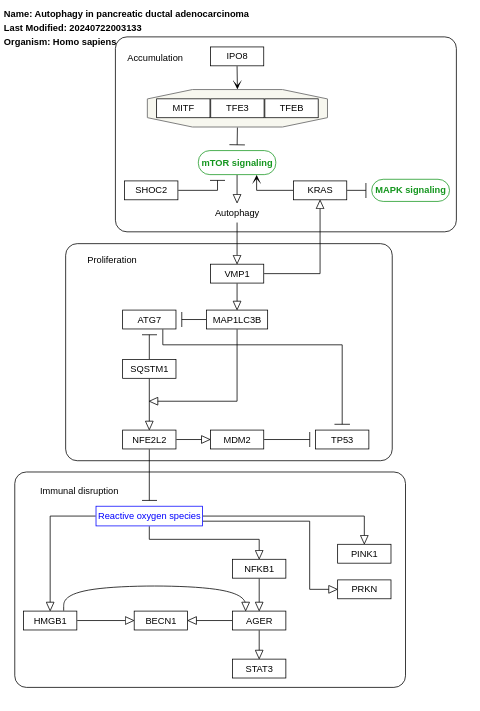 Name: Autophagy in pancreatic ductal adenocarcinoma
Last Modified: 20240722003133
Organism: Homo sapiens
Accumulation
IPO8
MITF TFE3 TFEB
mTOR signaling
SHOC2 KRAS MAPK signaling
Autophagy
Proliferation
VMP1
ATG7 MAP1LC3B
SQSTM1
NFE2L2 MDM2 TP53
Immunal disruption
Reactive oxygen species
PINK1
NFKB1
PRKN
HMGB1 BECN1 AGER
STAT3